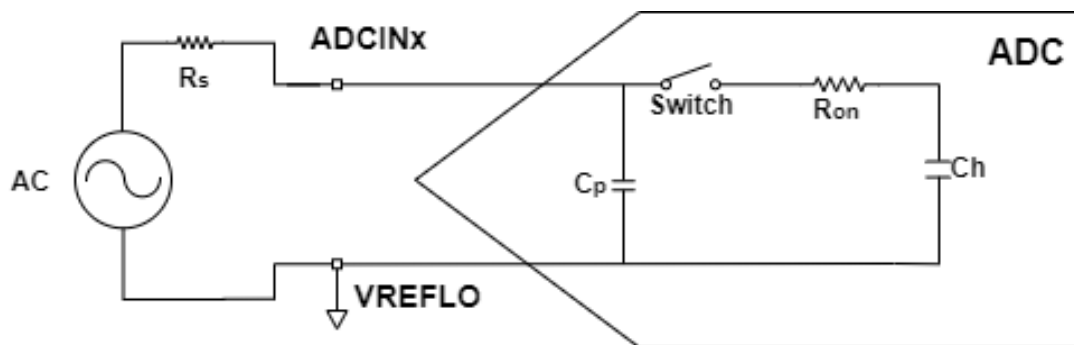 ADCINx
ADC
Rs
Switch
Ron
AC
Cp
Ch
VREFLO